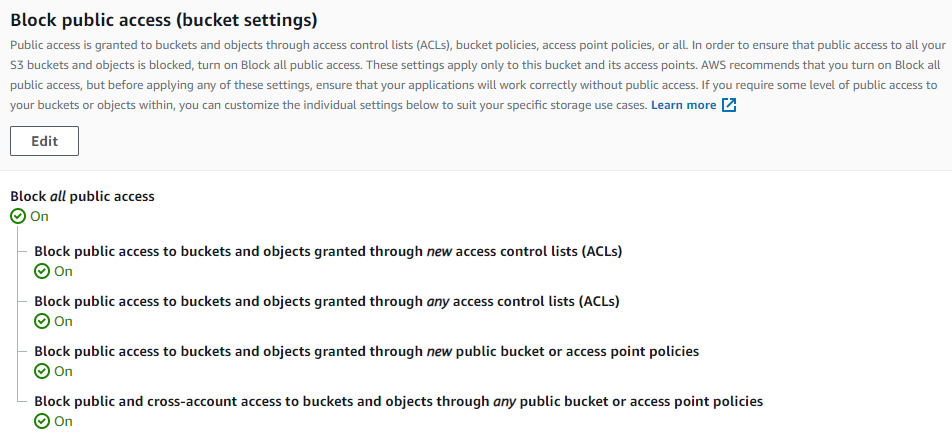 Block public access (bucket settings)
Public access is granted to buckets and objects through access control lists (ACLs), bucket policies, access point policies, or all. In order to ensure that public access to all your
S3 buckets and objects is blocked, turn on Block all public access. These settings apply only to this bucket and its access points. AWS recommends that you turn on Block all
public access, but before applying any of these settings, ensure that your applications will work correctly without public access. If you require some level of public access to
your buckets or objects within, you can customize the individual settings below to suit your specific storage use cases. Learn more
Edit
Block all public access
On
Block public access to buckets and objects granted through new access control lists (ACLs)
On
Block public access to buckets and objects granted through any access control lists (ACLs)
On
Block public access to buckets and objects granted through new public bucket or access point policies
On
Block public and cross-account access to buckets and objects through any public bucket or access point policies
On